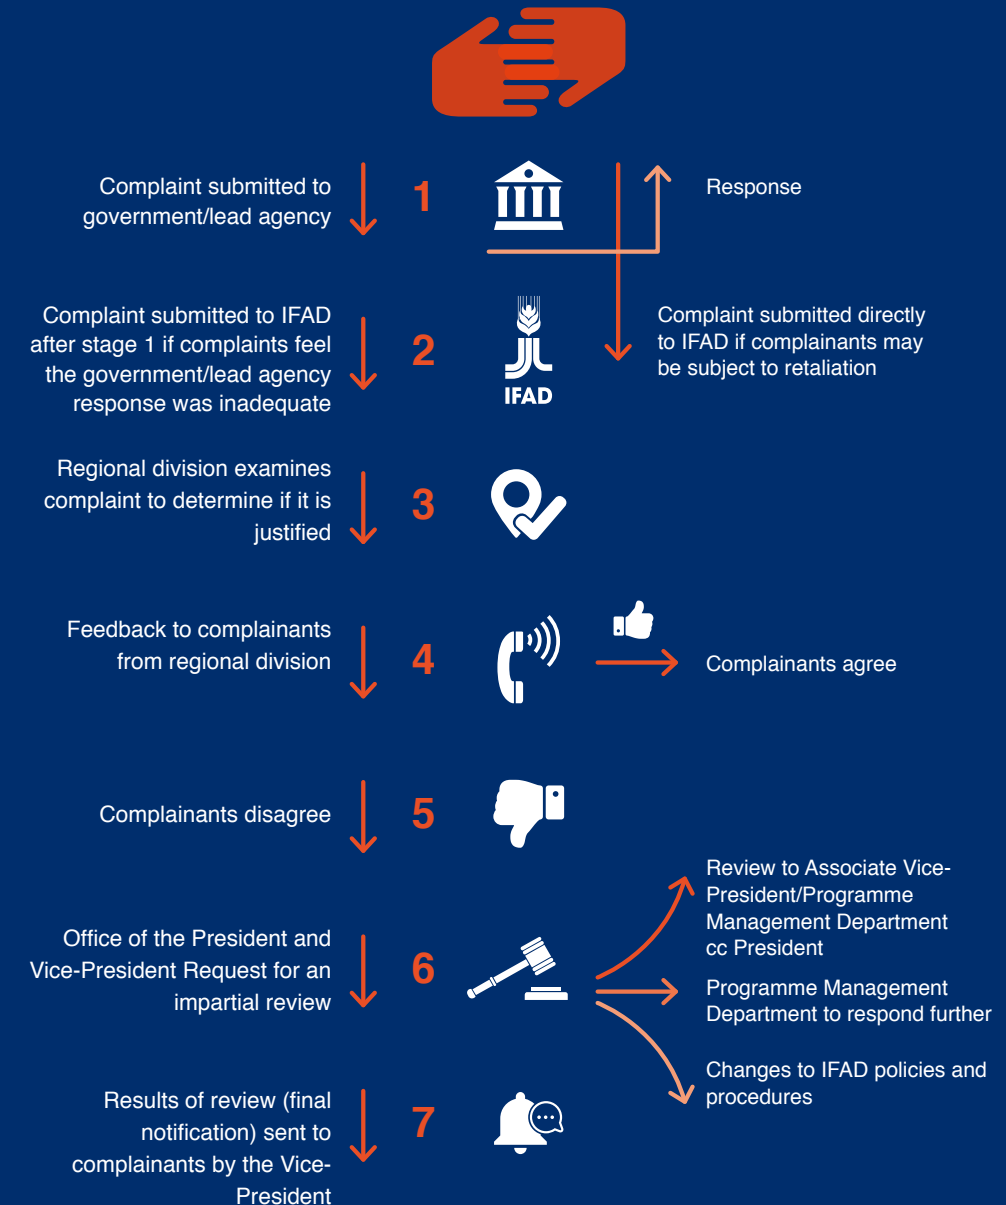 Complaint submitted to
government/lead agency
1
Response
Complaint submitted to IFAD
after stage 1 if complaints feel
the government/lead agency
response was inadequate
2
IFAD
Complaint submitted directly
to IFAD if complainants may
be subject to retaliation
Regional division examines
complaint to determine if it is
justified
3
Feedback to complainants
from regional division
4
Complainants agree
Complainants disagree
5
Office of the President and
Vice-President Request for an
impartial review
6
Review to Associate Vice-
President/Programme
Management Department
cc President
Programme Management
Department to respond further
Changes to IFAD policies and
procedures
Results of review (final
notification) sent to
complainants by the Vice-
President
7